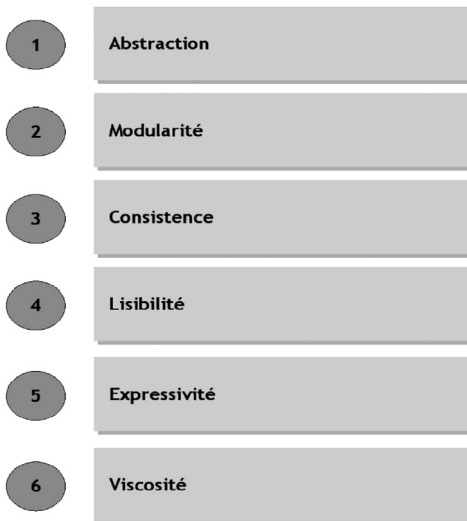 1 Abstraction
2 Modularité
3 Consistence
4 Lisibilité
5 Expressivité
6 Viscosité